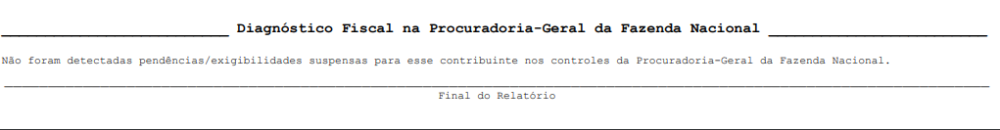 Diagnóstico Fiscal na Procuradoria-Geral da Fazenda Nacional
Não foram detectadas pendências/exigibilidades suspensas para esse contribuinte nos controles da Procuradoria-Geral da Fazenda Nacional.
Final do Relatório